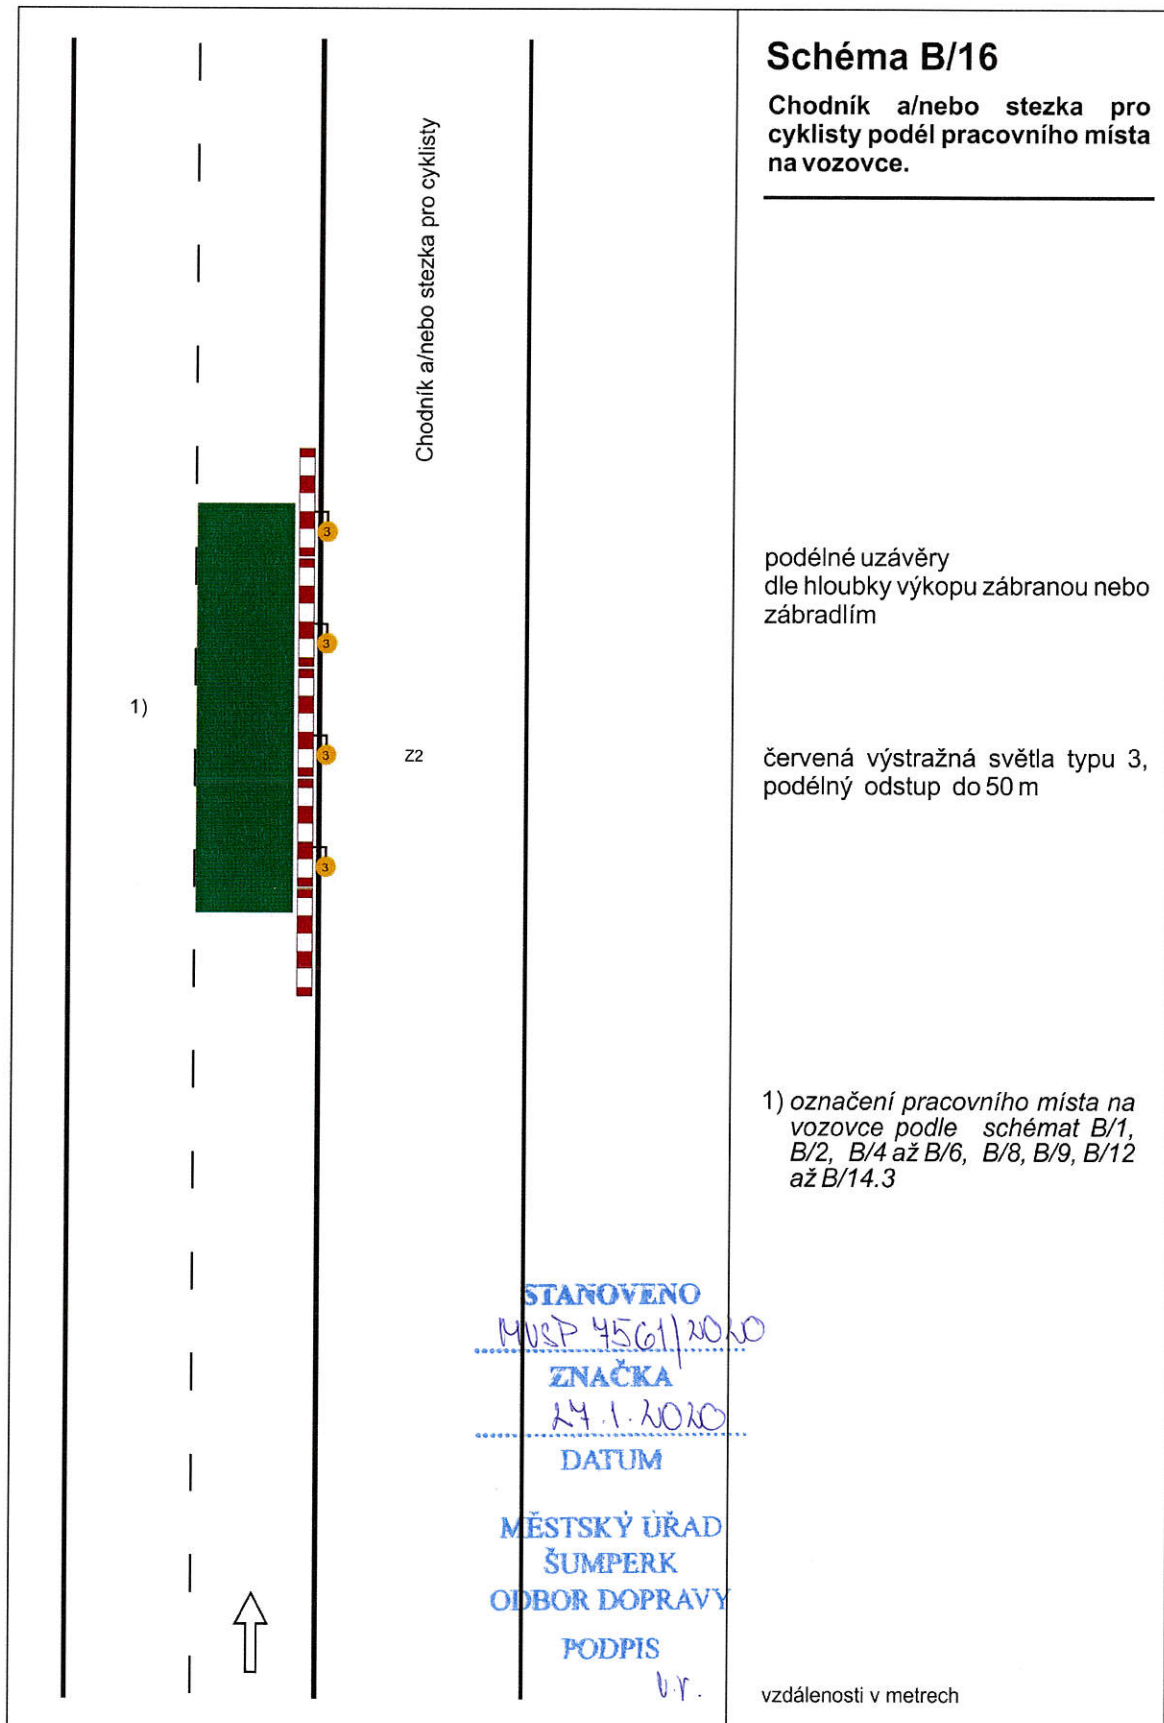 Schéma B/16
Chodník a/nebo stezka pro
cyklisty podél pracovního místa
na vozovce.
Chodník a/nebo stezka pro cyklisty
3
podélné uzávěry
dle hloubky výkopu zábranou nebo
zábradlím
3
1)
3
Z2
červená výstražná světla typu 3,
podélný odstup do 50 m
3
1) označení pracovního místa na
vozovce podle schémat B/1,
B/2, B/4 až B/6, B/8, B/9, B/12
až B/14.3
STANOVENO
MUSP 7561/2020
ZNAČKA
27.1.2020
DATUM
MĚSTSKÝ ÚŘAD
ŠUMPERK
ODBOR DOPRAVY
PODPIS
v.r.
vzdálenosti v metrech